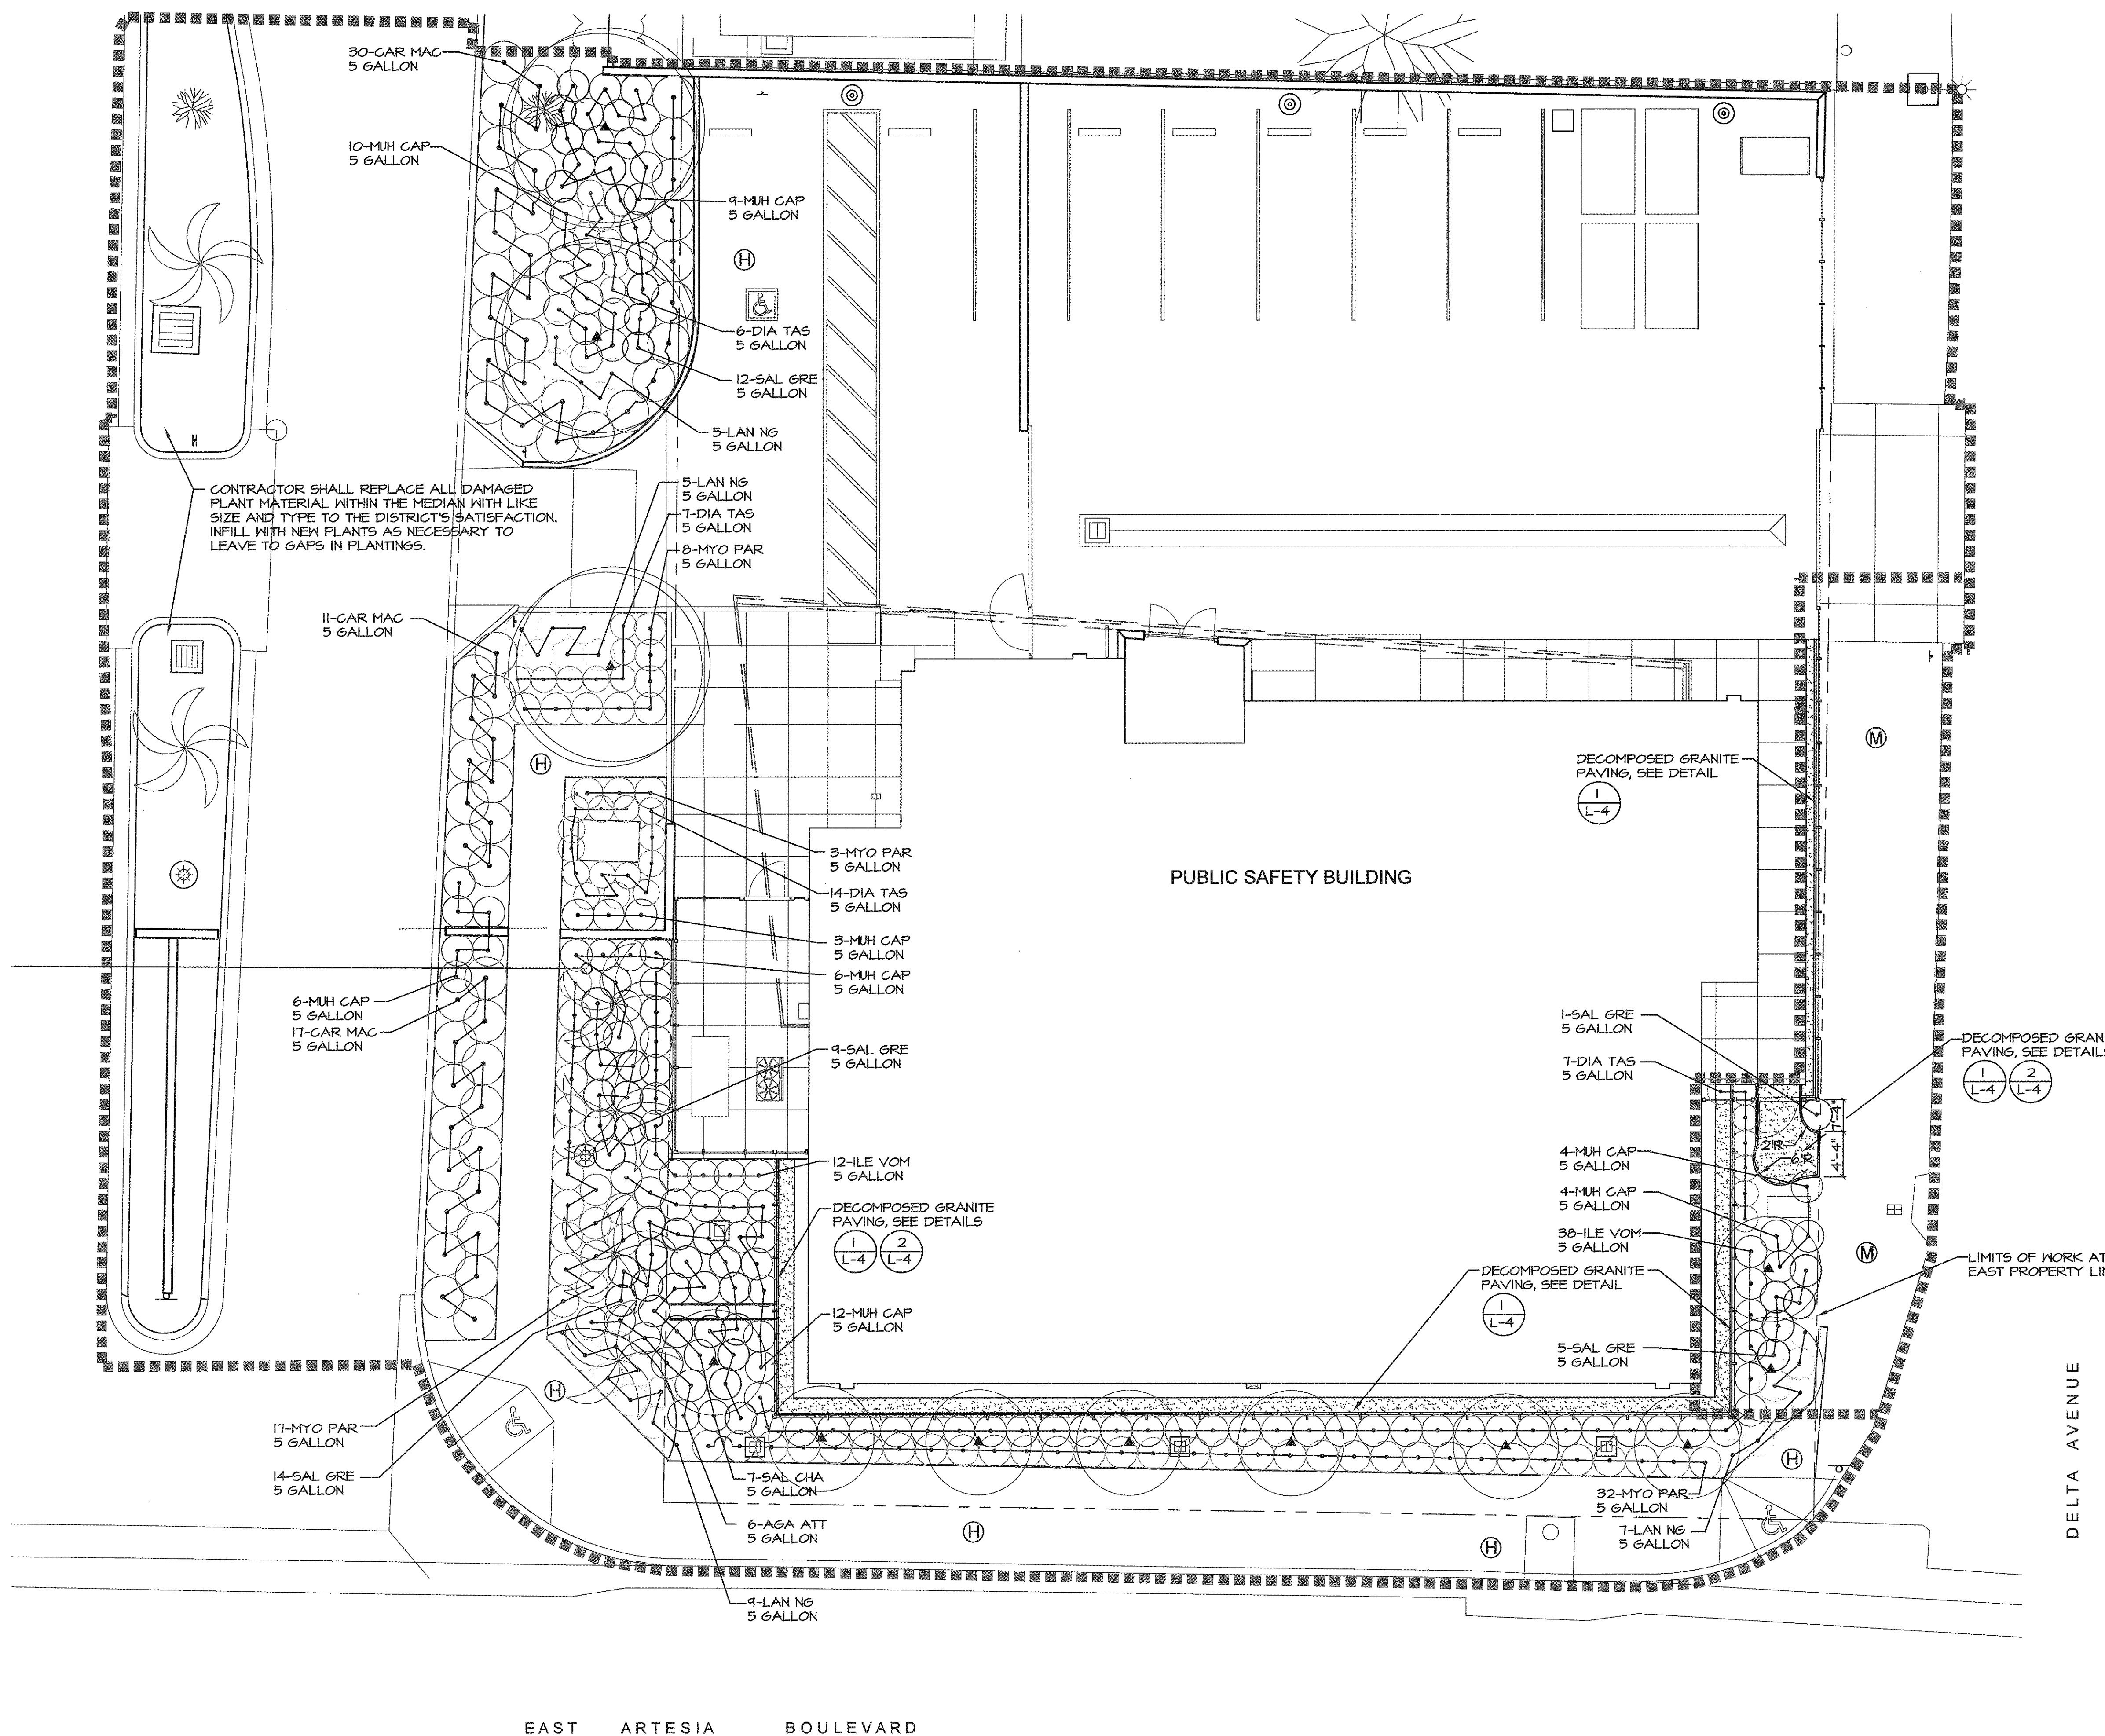 30-CAR MAC
5 GALLON
10-MUH CAP
5 GALLON
9-MUH CAP
5 GALLON
H
6-DIA TAS
5 GALLON
12-SAL GRE
5 GALLON
5-LAN NG
5 GALLON
CONTRACTOR SHALL REPLACE ALL DAMAGED
PLANT MATERIAL WITHIN THE MEDIAN WITH LIKE
SIZE AND TYPE TO THE DISTRICT'S SATISFACTION.
INFILL WITH NEW PLANTS AS NECESSARY TO
LEAVE TO GAPS IN PLANTINGS.
5-LAN NG
5 GALLON
7-DIA TAS
5 GALLON
8-MYO PAR
5 GALLON
11-CAR MAC
5 GALLON
H
M
DECOMPOSED GRANITE
PAVING, SEE DETAIL
1
L-4
PUBLIC SAFETY BUILDING
3-MYO PAR
5 GALLON
14-DIA TAS
5 GALLON
3-MUH CAP
5 GALLON
6-MUH CAP
5 GALLON
6-MUH CAP
5 GALLON
17-CAR MAC
5 GALLON
9-SAL GRE
5 GALLON
1-SAL GRE
5 GALLON
7-DIA TAS
5 GALLON
DECOMPOSED GRAN
PAVING, SEE DETAILS
1
L-4
2
L-4
1'-4"
4'-4"
2'R
6'R
12-ILE VOM
5 GALLON
4-MUH CAP
5 GALLON
4-MUH CAP
5 GALLON
38-ILE VOM
5 GALLON
M
DECOMPOSED GRANITE
PAVING, SEE DETAILS
1
L-4
2
L-4
LIMITS OF WORK AT
EAST PROPERTY LI
DECOMPOSED GRANITE
PAVING, SEE DETAIL
1
L-4
12-MUH CAP
5 GALLON
5-SAL GRE
5 GALLON
H
17-MYO PAR
5 GALLON
14-SAL GRE
5 GALLON
7-SAL CHA
5 GALLON
6-AGA ATT
5 GALLON
9-LAN NG
5 GALLON
H
H
H
32-MYO PAR
5 GALLON
7-LAN NG
5 GALLON
DELTA AVENUE
EAST ARTESIA BOULEVARD